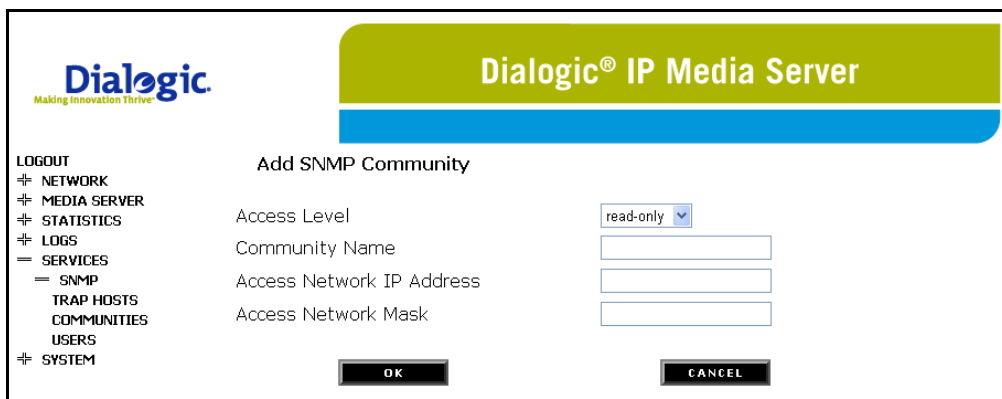 Dialogic.
Making Innovation Thrive™
Dialogic® IP Media Server
LOGOUT
NETWORK
MEDIA SERVER
STATISTICS
LOGS
SERVICES
SNMP
TRAP HOSTS
COMMUNITIES
USERS
SYSTEM
Add SNMP Community
Access Level read-only
Community Name
Access Network IP Address
Access Network Mask
OK CANCEL